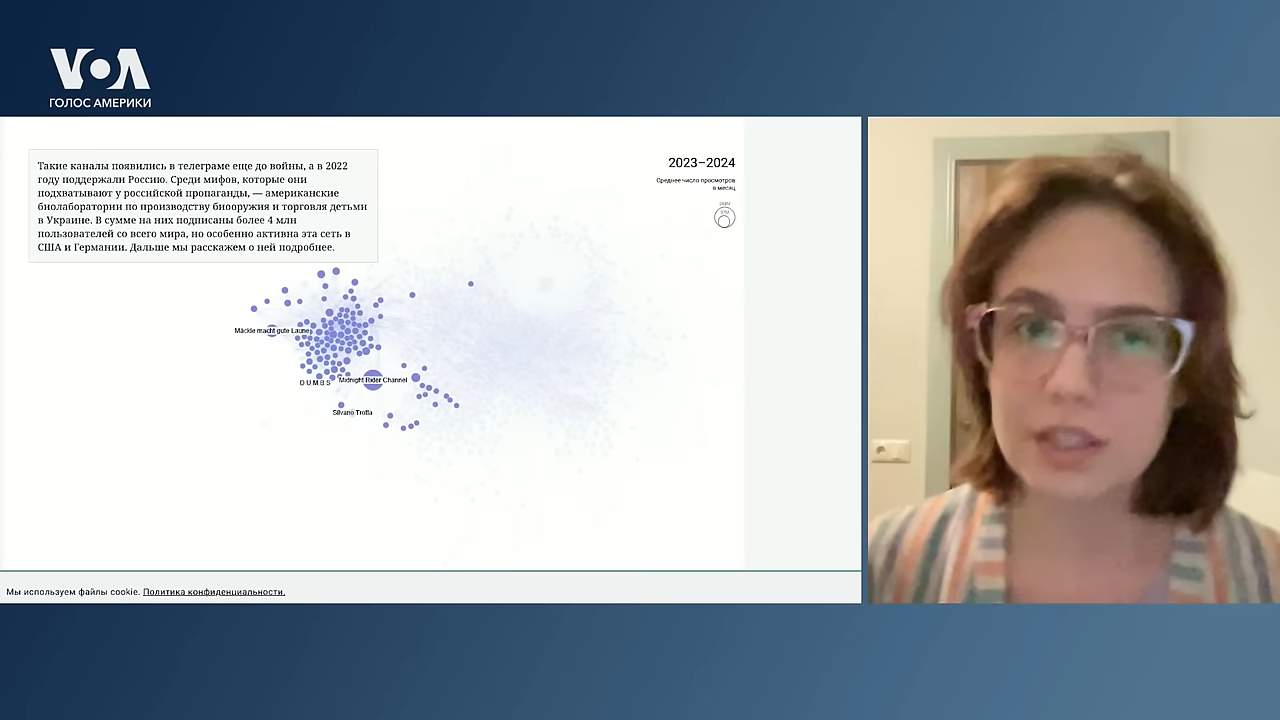 VOA
ГОЛОС АМЕРИКИ
Такие каналы появились в телеграме еще до войны, а в 2022
году поддержали Россию. Среди мифов, которые они
подхватывают у российской пропаганды, — американские
биолаборатории по производству биооружия и торговля детьми
в Украине. В сумме на них подписаны более 4 млн
пользователей со всего мира, но особенно активна эта сеть в
США и Германии. Дальше мы расскажем о ней подробнее.
2023–2024
Среднее число просмотров
в месяц
Mäckle macht gute Laune
D U M B S
Midnight Rider Channel
Silvano Trotta
Мы используем файлы cookie. Политика конфиденциальности.